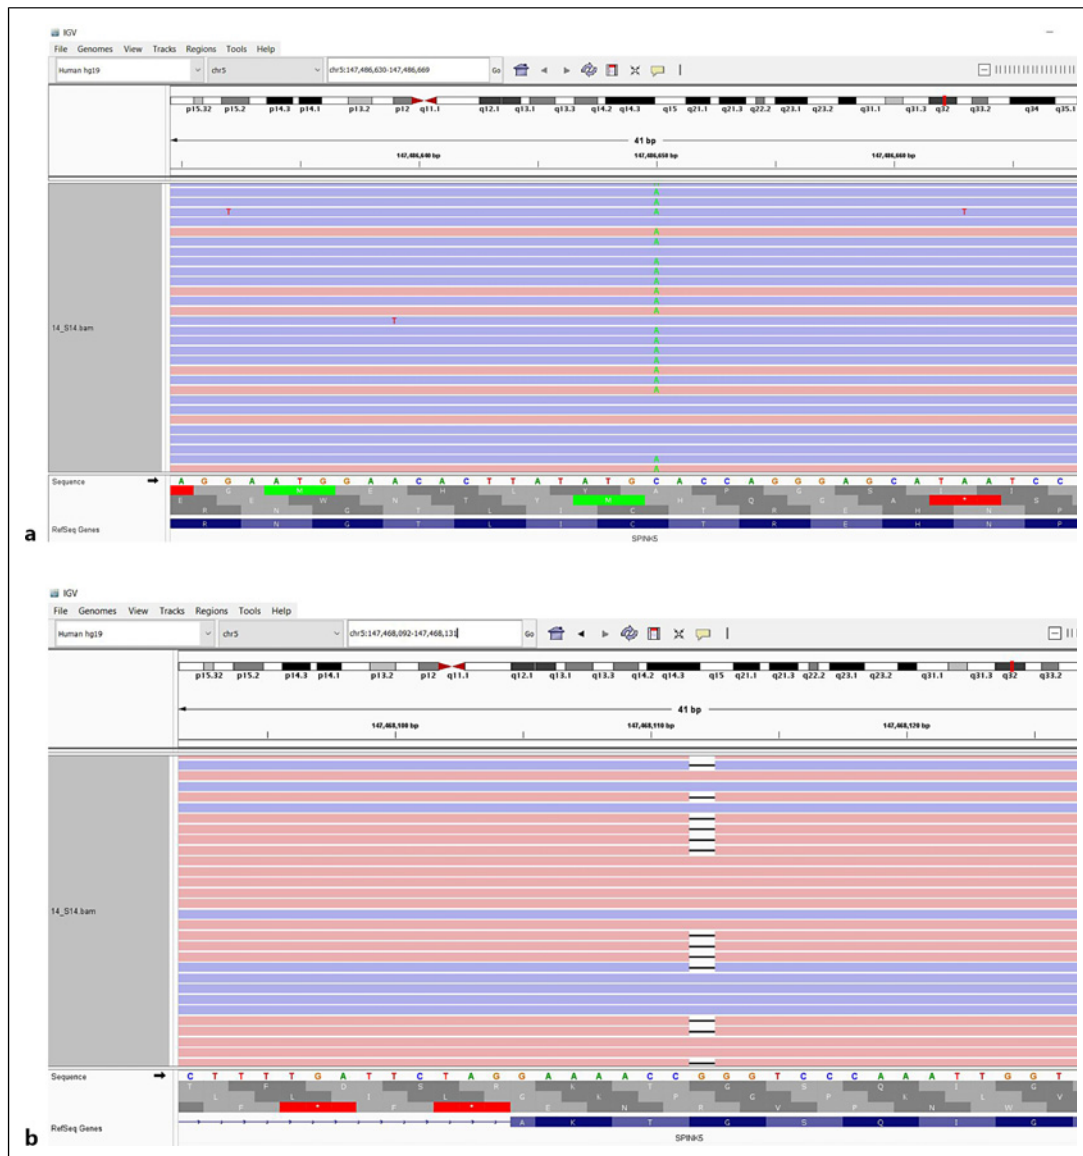 IGV
File Genomes View Tracks Regions Tools Help
Human hg19 chr5 chr5:147,486,630-147,486,669 Go
p15.32 p15.2 p14.3 p14.1 p13.2 p12 q11.1 q12.1 q13.1 q13.3 q14.2 q14.3 q15 q21.1 q21.3 q22.2 q23.1 q23.2 q31.1 q31.3 q32 q33.2 q34 q35.1
41 bp
147,486,640 bp 147,486,650 bp 147,486,660 bp
A
A
T A T
A
A
A
A
A
A
A
A
T
A
A
A
A
A
A
A
A
A
14_S14.bam
Sequence A G G A A T G G A A C A C T T A T A T G C A C C A G G G A G C A T A A T C C
G M E H L Y A P G S I I
E E W N T Y M H Q G A * S
R N G T L I C T R E H N P
RefSeq Genes R N G T L I C T R E H N P
SPINK5
a
IGV
File Genomes View Tracks Regions Tools Help
Human hg19 chr5 chr5:147,468,092-147,468,131 Go
p15.32 p15.2 p14.3 p14.1 p13.2 p12 q11.1 q12.1 q13.1 q13.3 q14.2 q14.3 q15 q21.1 q21.3 q22.2 q23.1 q23.2 q31.1 q31.3 q32 q33.2
41 bp
147,468,100 bp 147,468,110 bp 147,468,120 bp
14_S14.bam
Sequence C T T T T G A T T C T A G G A A A A C C G G G T C C C A A A T T G G T
T F D S R K T G S Q I G
L L I L G K P G P K L V
F * F * E N R V P N W
RefSeq Genes A K T G S Q I G
SPINK5
b